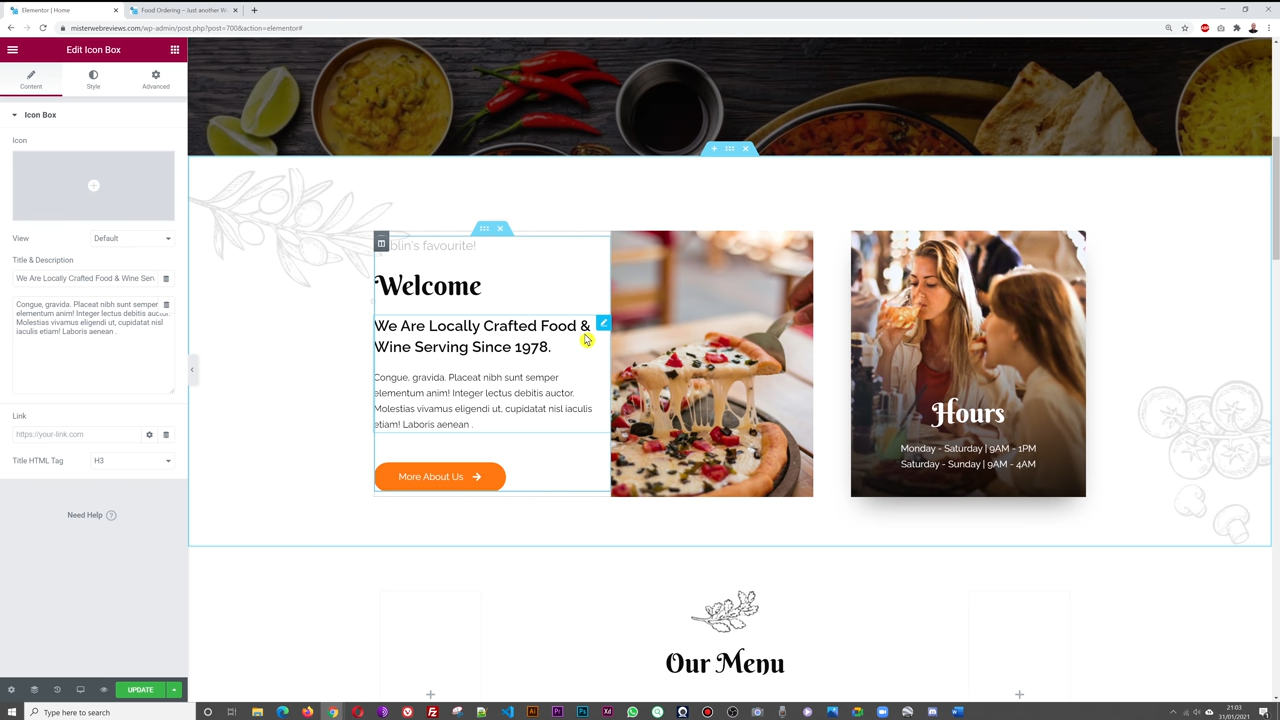 Elementor | Home
Food Ordering – Just another W
misterwebreviews.com/wp-admin/post.php?post=700&action=elementor#
Edit Icon Box
Content
Style
Advanced
Icon Box
Icon
View
Default
Title & Description
We Are Locally Crafted Food & Wine Serv
Congue, gravida. Placeat nibh sunt semper
elementum anim! Integer lectus debitis auctor.
Molestias vivamus eligendi ut, cupidatat nisl
iaculis etiam! Laboris aenean .
Link
https://your-link.com
Title HTML Tag
H3
Need Help
UPDATE
blin's favourite!
Welcome
We Are Locally Crafted Food &
Wine Serving Since 1978.
Congue, gravida. Placeat nibh sunt semper
elementum anim! Integer lectus debitis auctor.
Molestias vivamus eligendi ut, cupidatat nisl iaculis
etiam! Laboris aenean .
More About Us
Hours
Monday - Saturday | 9AM - 1PM
Saturday - Sunday | 9AM - 4AM
Our Menu
Type here to search
21:03
31/01/2021